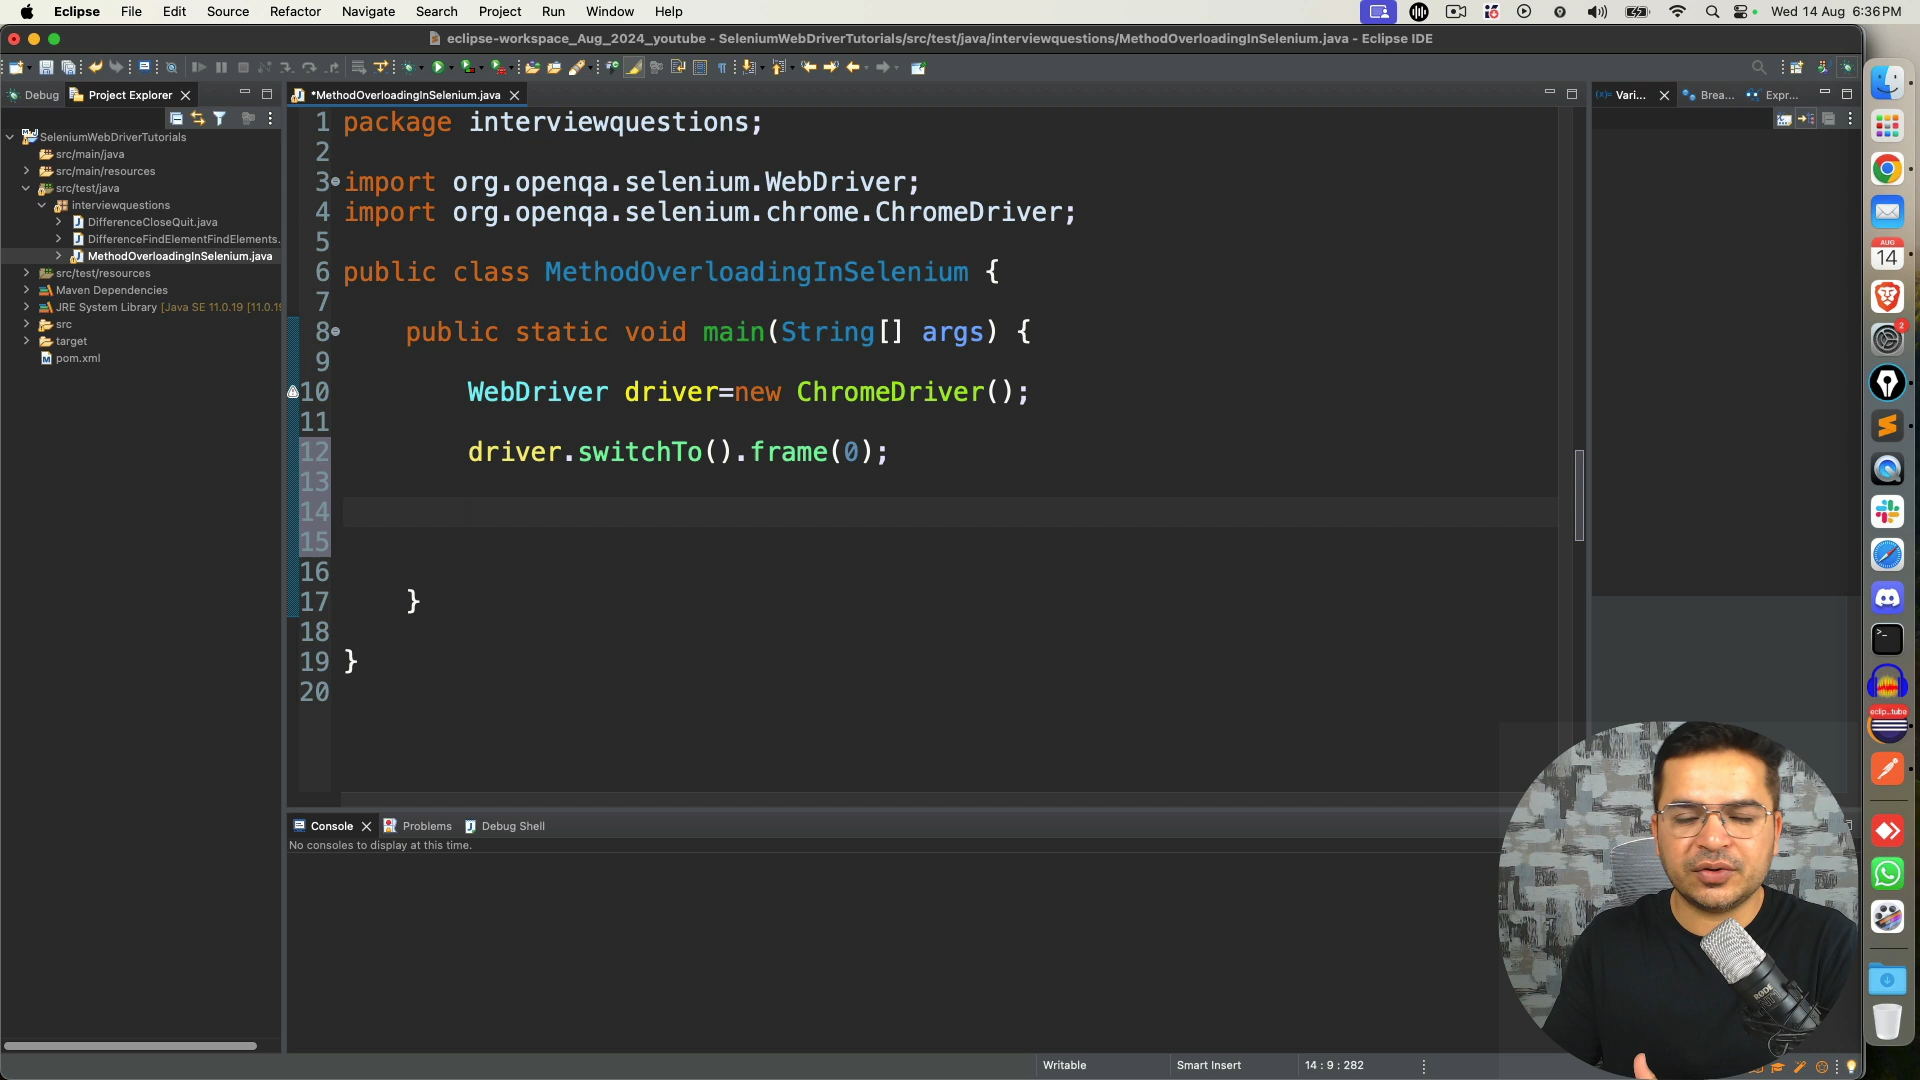 Eclipse File Edit Source Refactor Navigate Search Project Run Window Help
Wed 14 Aug 6:36 PM
eclipse-workspace_Aug_2024_youtube - SeleniumWebDriverTutorials/src/test/java/interviewquestions/MethodOverloadingInSelenium.java - Eclipse IDE
Debug Project Explorer
*MethodOverloadingInSelenium.java
(x)= Vari... Brea... Expr...
SeleniumWebDriverTutorials
src/main/java
src/main/resources
src/test/java
interviewquestions
DifferenceCloseQuit.java
DifferenceFindElementFindElements.
MethodOverloadingInSelenium.java
src/test/resources
Maven Dependencies
JRE System Library [Java SE 11.0.19 [11.0.19
src
target
pom.xml
1 package interviewquestions;
2
3 import org.openqa.selenium.WebDriver;
4 import org.openqa.selenium.chrome.ChromeDriver;
5
6 public class MethodOverloadingInSelenium {
7
8 public static void main(String[] args) {
9
10 WebDriver driver=new ChromeDriver();
11
12 driver.switchTo().frame(0);
13
14
15
16
17 }
18
19 }
20
Console Problems Debug Shell
No consoles to display at this time.
Writable Smart Insert 14 : 9 : 282
AUG
14
2
eclip...tube
RØDE